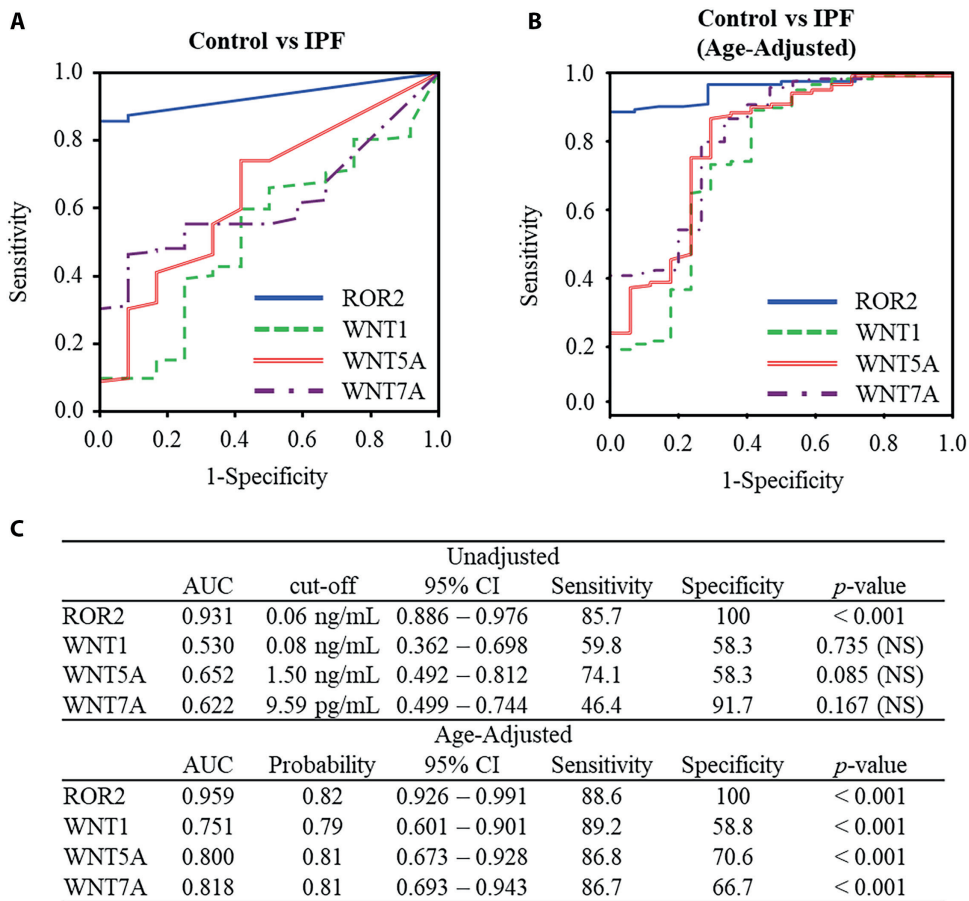 A
Control vs IPF
Sensitivity
1.0
0.8
0.6
0.4
0.2
0.0
ROR2
WNT1
WNT5A
WNT7A
0.0 0.2 0.4 0.6 0.8 1.0
1-Specificity
B
Control vs IPF
(Age-Adjusted)
Sensitivity
1.0
0.8
0.6
0.4
0.2
0.0
ROR2
WNT1
WNT5A
WNT7A
0.0 0.2 0.4 0.6 0.8 1.0
1-Specificity
C
Unadjusted
AUC cut-off 95% CI Sensitivity Specificity p-value
ROR2 0.931 0.06 ng/mL 0.886 – 0.976 85.7 100 < 0.001
WNT1 0.530 0.08 ng/mL 0.362 – 0.698 59.8 58.3 0.735 (NS)
WNT5A 0.652 1.50 ng/mL 0.492 – 0.812 74.1 58.3 0.085 (NS)
WNT7A 0.622 9.59 pg/mL 0.499 – 0.744 46.4 91.7 0.167 (NS)
Age-Adjusted
AUC Probability 95% CI Sensitivity Specificity p-value
ROR2 0.959 0.82 0.926 – 0.991 88.6 100 < 0.001
WNT1 0.751 0.79 0.601 – 0.901 89.2 58.8 < 0.001
WNT5A 0.800 0.81 0.673 – 0.928 86.8 70.6 < 0.001
WNT7A 0.818 0.81 0.693 – 0.943 86.7 66.7 < 0.001